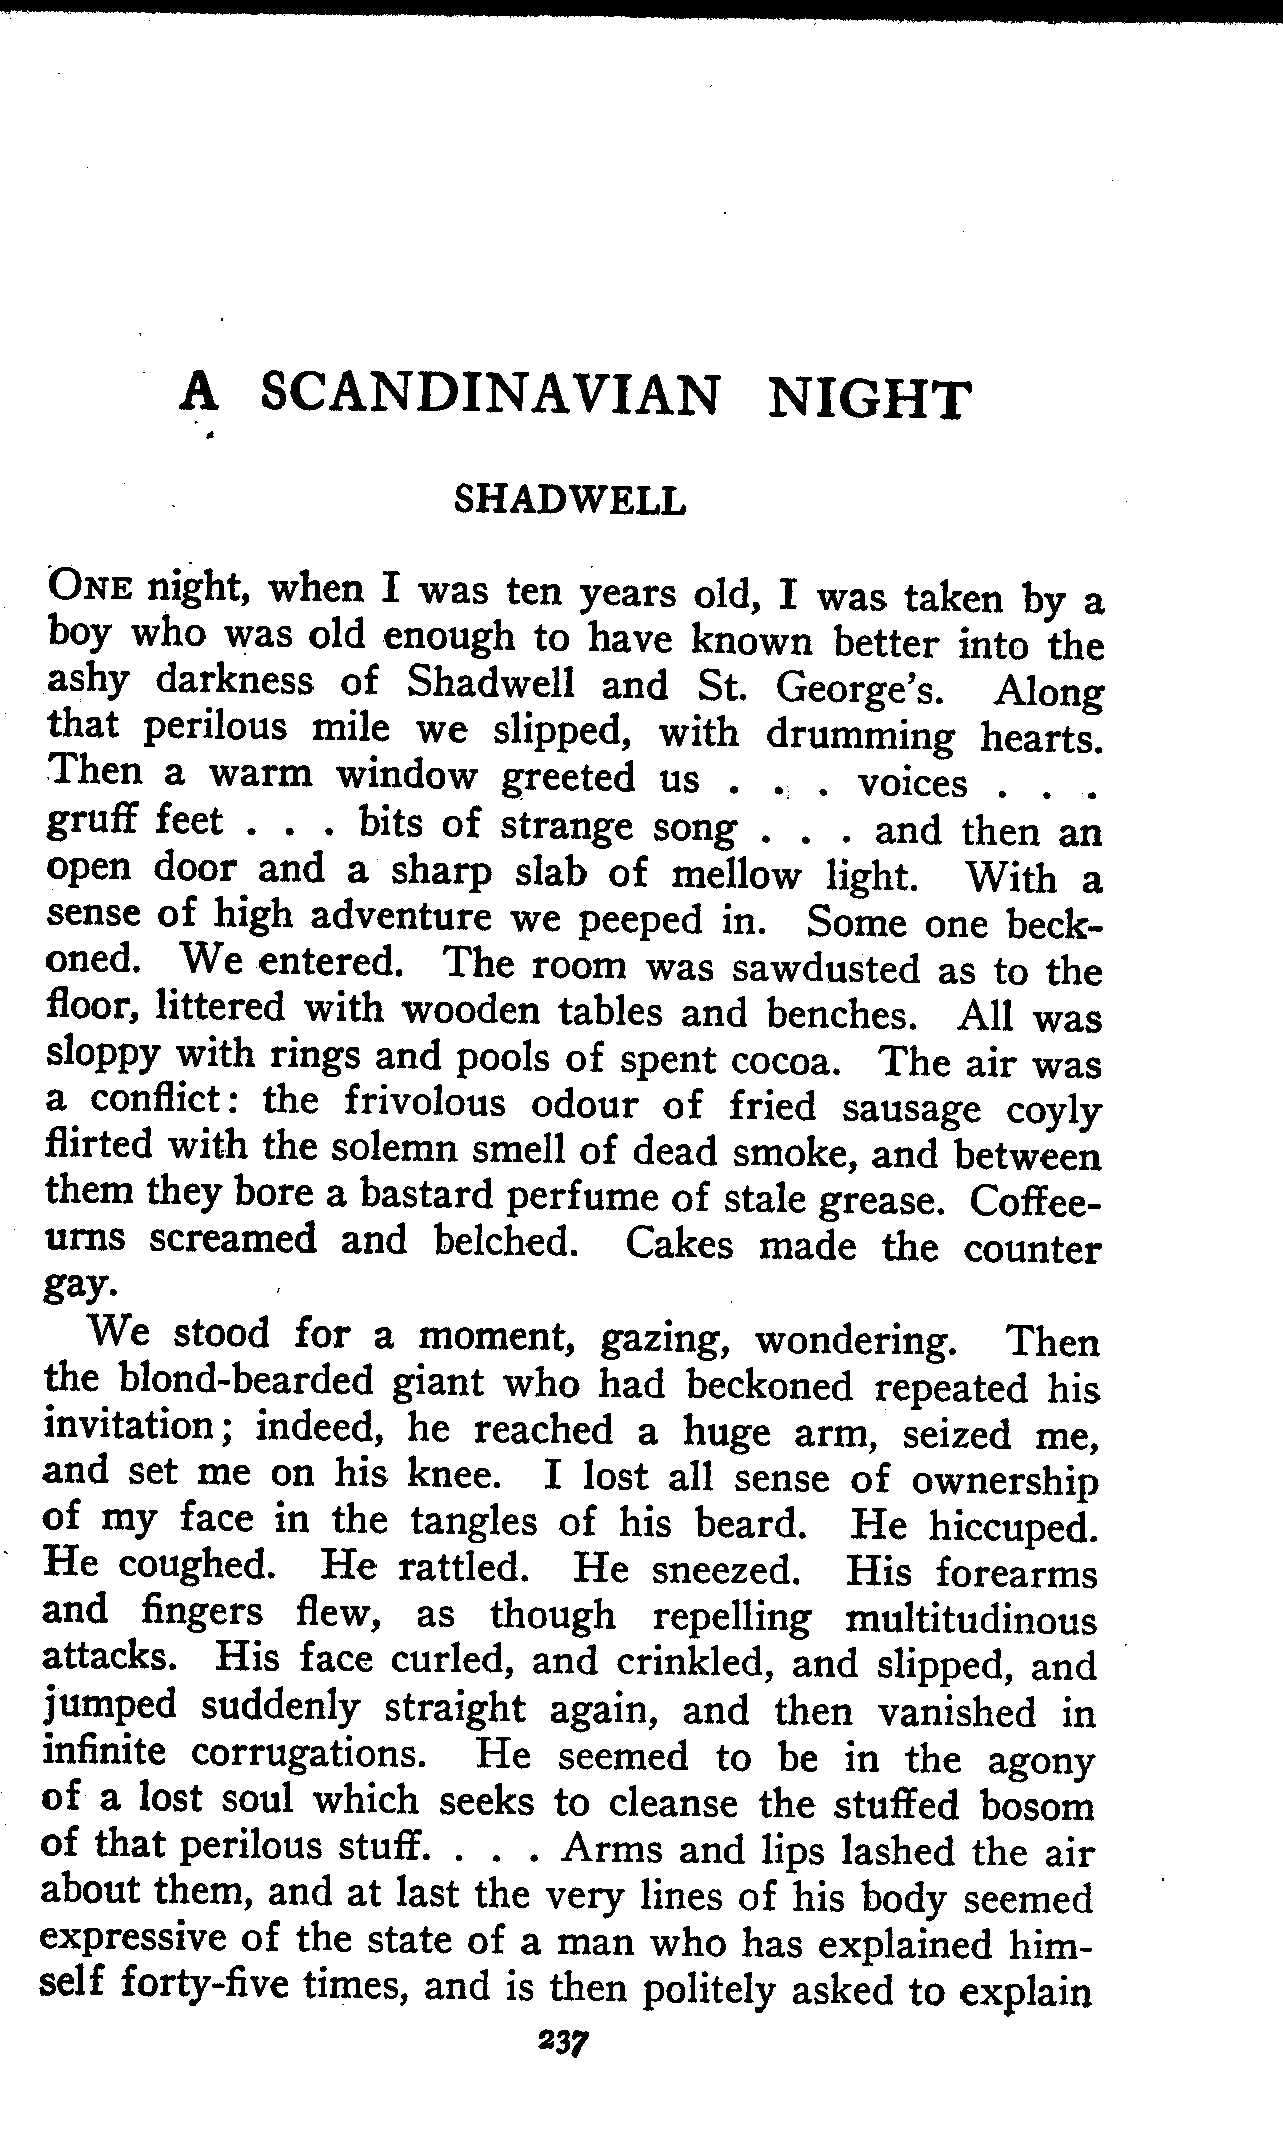 A SCANDINAVIAN NIGHT
SHADWELL
ONE night, when I was ten years old, I was taken by a
boy who was old enough to have known better into the
ashy darkness of Shadwell and St. George's. Along
that perilous mile we slipped, with drumming hearts.
Then a warm window greeted us . . . voices . . .
gruff feet . . . bits of strange song . . . and then an
open door and a sharp slab of mellow light. With a
sense of high adventure we peeped in. Some one beck-
oned. We entered. The room was sawdusted as to the
floor, littered with wooden tables and benches. All was
sloppy with rings and pools of spent cocoa. The air was
a conflict: the frivolous odour of fried sausage coyly
flirted with the solemn smell of dead smoke, and between
them they bore a bastard perfume of stale grease. Coffee-
urns screamed and belched. Cakes made the counter
gay.
We stood for a moment, gazing, wondering. Then
the blond-bearded giant who had beckoned repeated his
invitation; indeed, he reached a huge arm, seized me,
and set me on his knee. I lost all sense of ownership
of my face in the tangles of his beard. He hiccuped.
He coughed. He rattled. He sneezed. His forearms
and fingers flew, as though repelling multitudinous
attacks. His face curled, and crinkled, and slipped, and
jumped suddenly straight again, and then vanished in
infinite corrugations. He seemed to be in the agony
of a lost soul which seeks to cleanse the stuffed bosom
of that perilous stuff. . . . Arms and lips lashed the air
about them, and at last the very lines of his body seemed
expressive of the state of a man who has explained him-
self forty-five times, and is then politely asked to explain
237